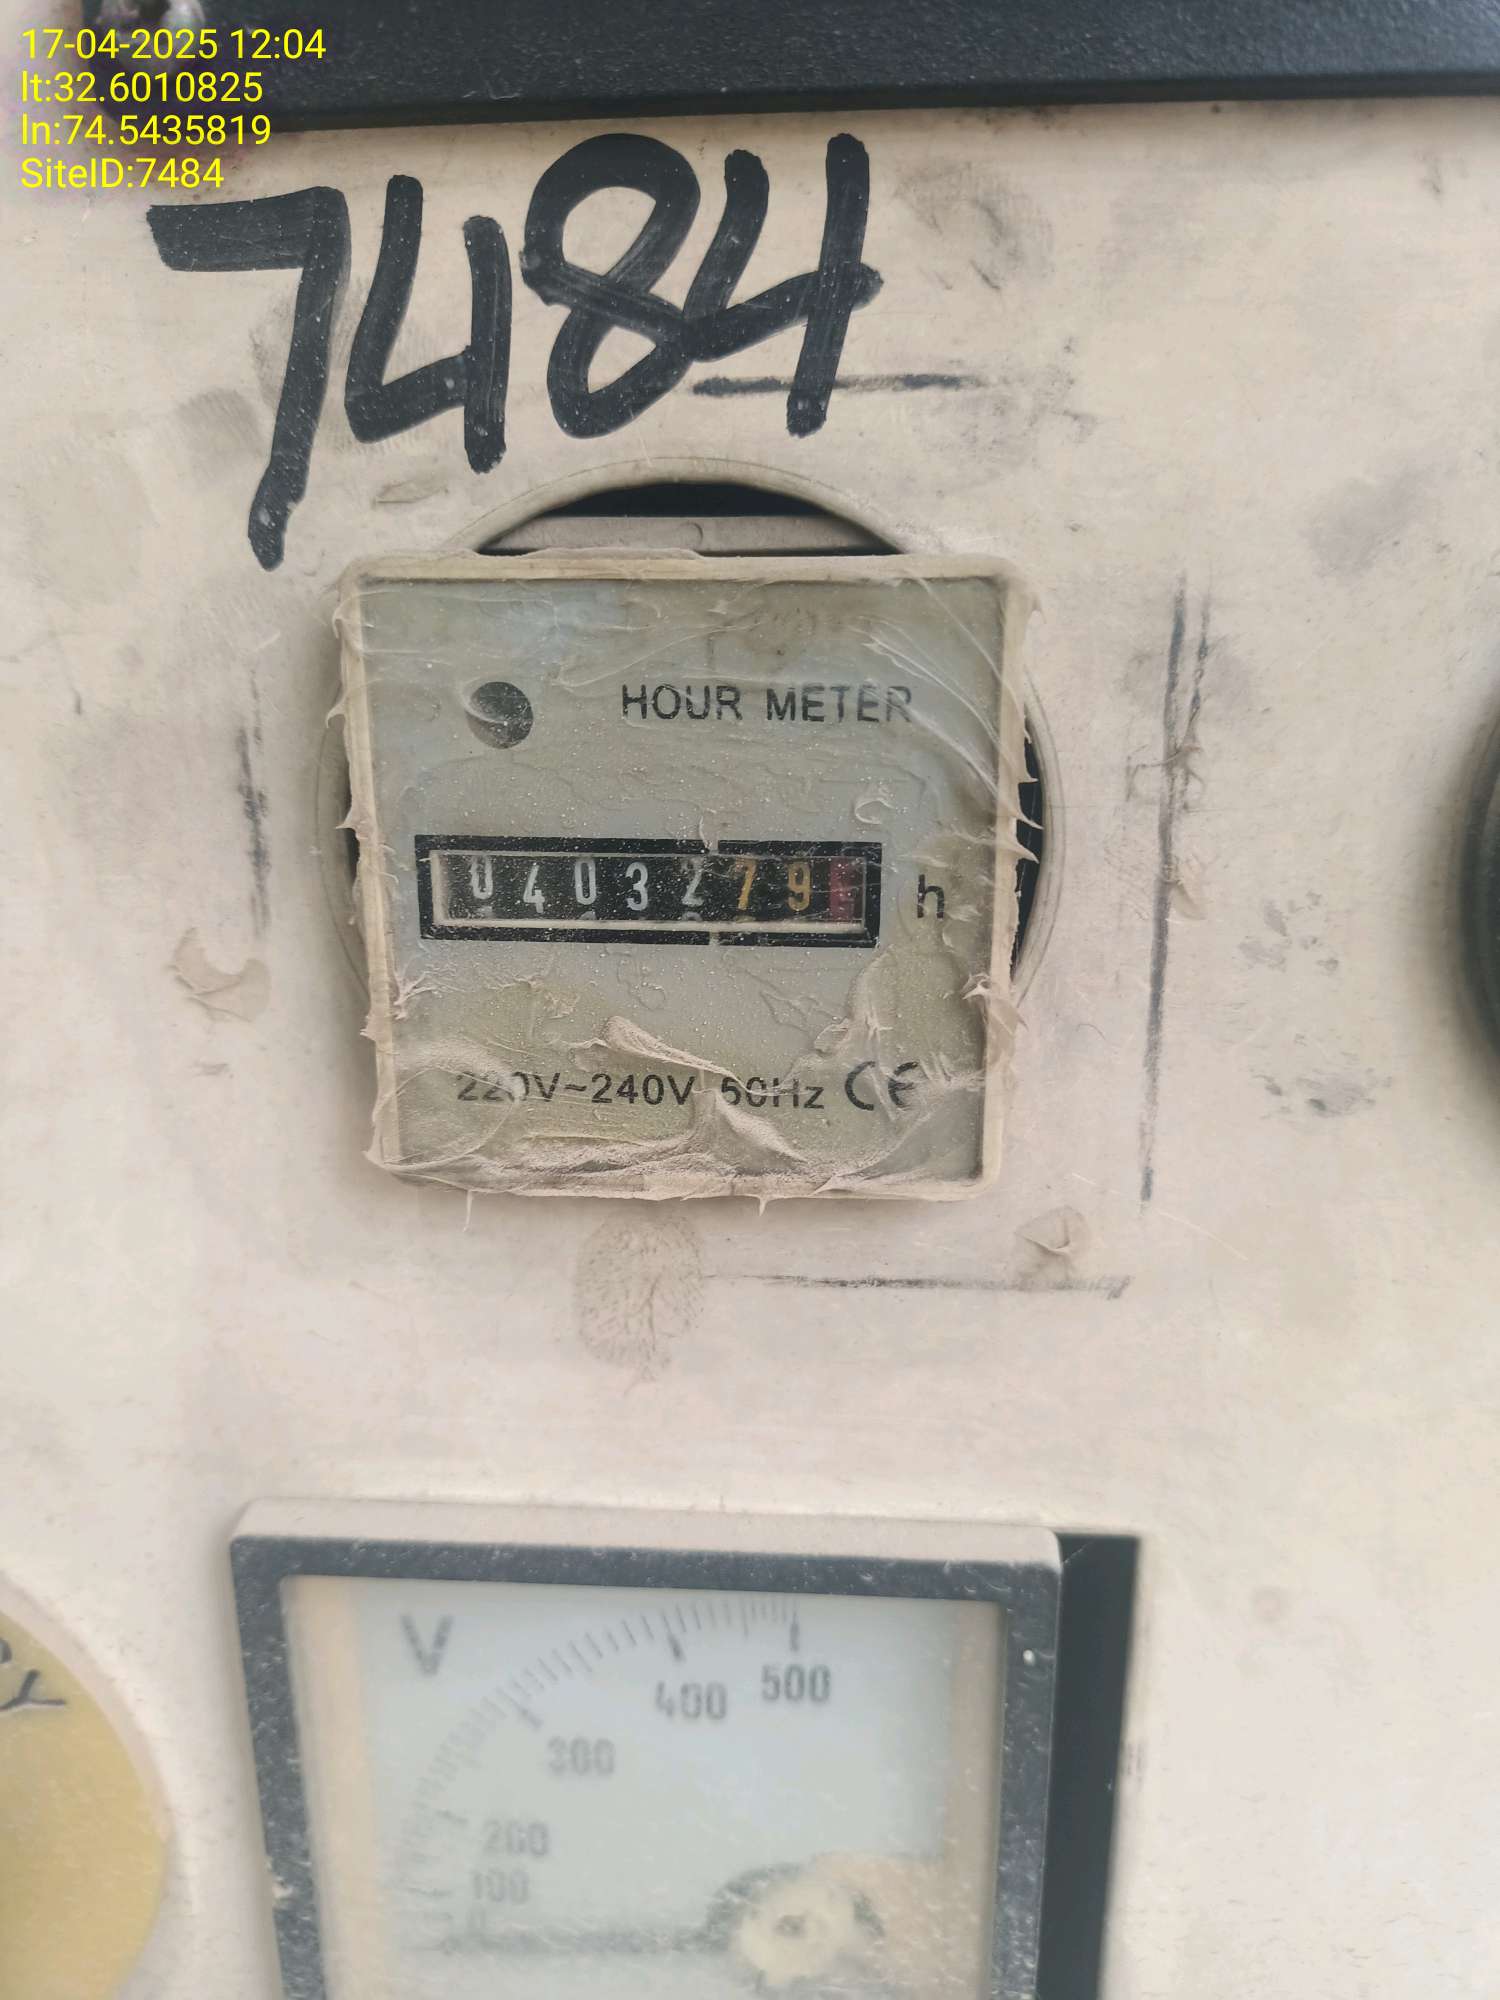 17-04-2025 12:04
lt:32.6010825
ln:74.5435819
SiteID:7484
7484
HOUR METER
0403279 h
220V~240V 50Hz CE
V
400 500
300
200
100
0